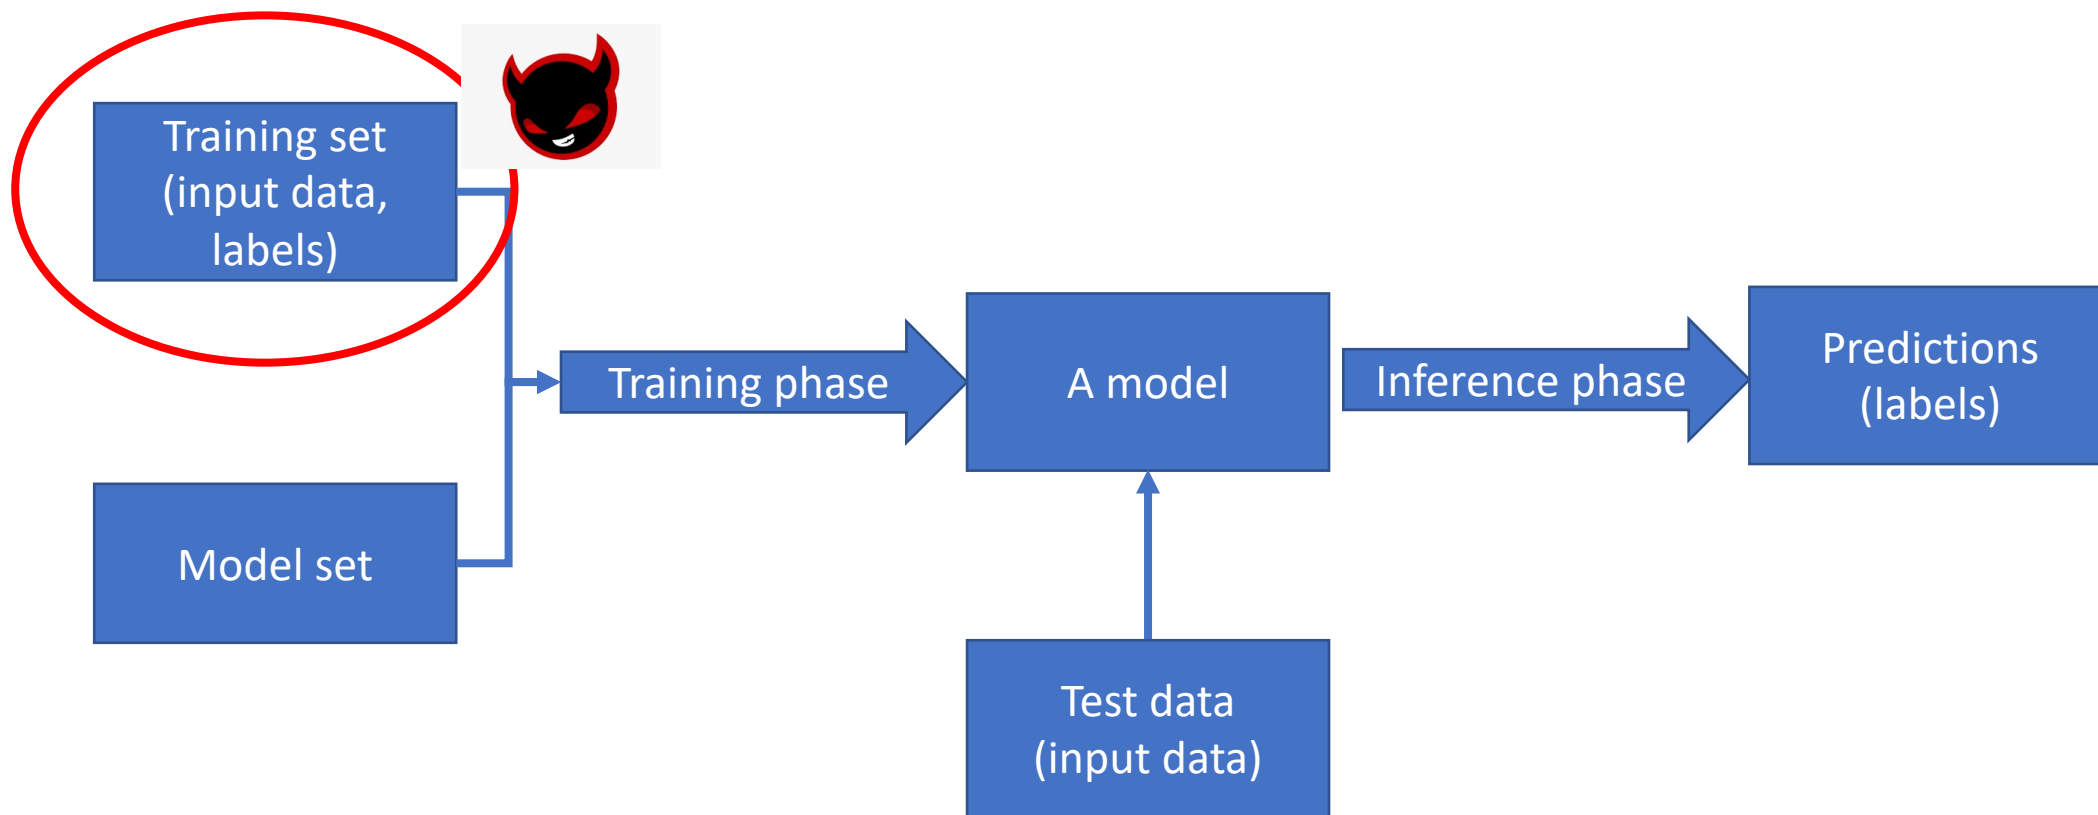 Training set
(input data,
labels)
Model set
Training phase
A model
Inference phase
Predictions
(labels)
Test data
(input data)